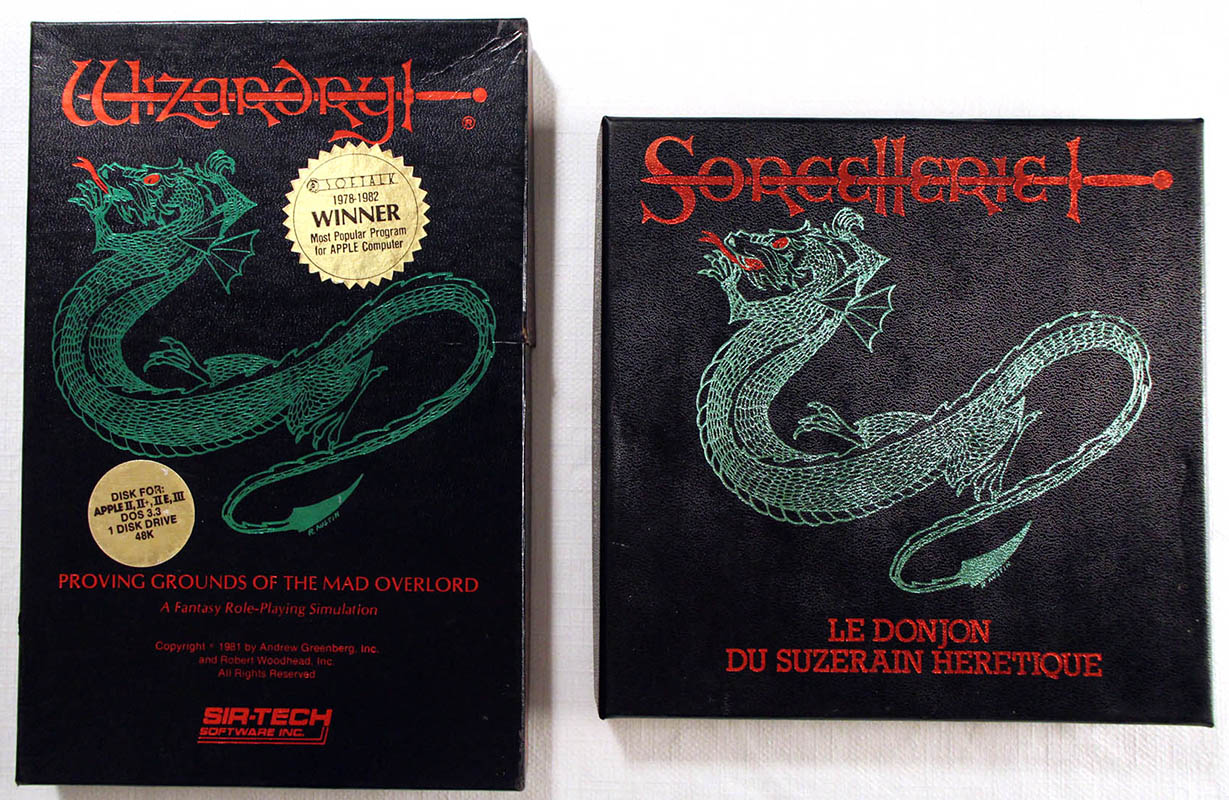 Wizardry
®
SOFTALK
1978-1982
WINNER
Most Popular Program
for APPLE Computer
R. AUSTIN
DISK FOR:
APPLE II, II+, II E, III
DOS 3.3
1 DISK DRIVE
48K
PROVING GROUNDS OF THE MAD OVERLORD
A Fantasy Role-Playing Simulation
Copyright © 1981 by Andrew Greenberg, Inc.
and Robert Woodhead, Inc.
All Rights Reserved
SIR-TECH
SOFTWARE INC.
Sorcellerie
R. AUSTIN
LE DONJON
DU SUZERAIN HERETIQUE